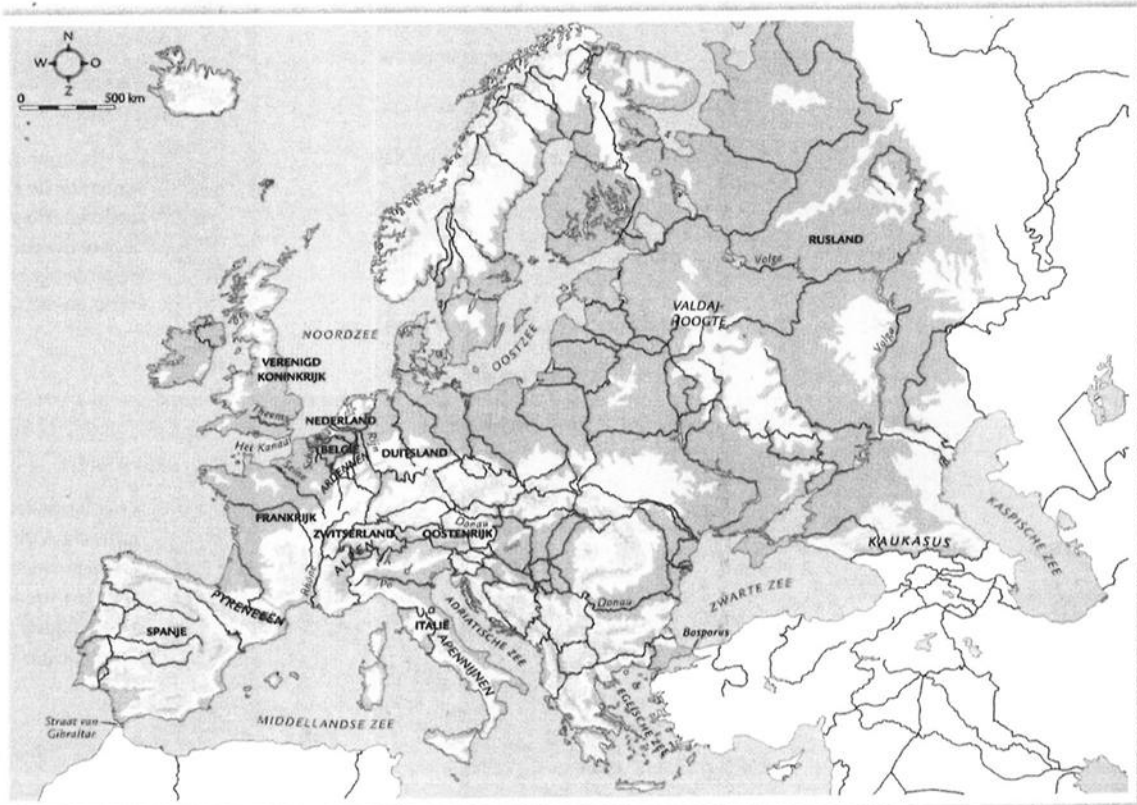 N
W O
Z
0 500 km
RUSLAND
Volga
VALDAJ-
HOOGTE
NOORDZEE
OOSTZEE
Volga
VERENIGD
KONINKRIJK
Theems
NEDERLAND
Het Kanaal
BELGIË
Rijn
DUITSLAND
ARDENNEN
Seine
FRANKRIJK
ZWITSERLAND
Donau
OOSTENRIJK
ALPEN
KAUKASUS
KASPISCHE ZEE
Rhône
Po
Donau
ZWARTE ZEE
PYRENEEËN
SPANJE
ITALIË
ADRIATISCHE ZEE
APENNIJNEN
Bosporus
EGEÏSCHE ZEE
Straat van
Gibraltar
MIDDELLANDSE ZEE